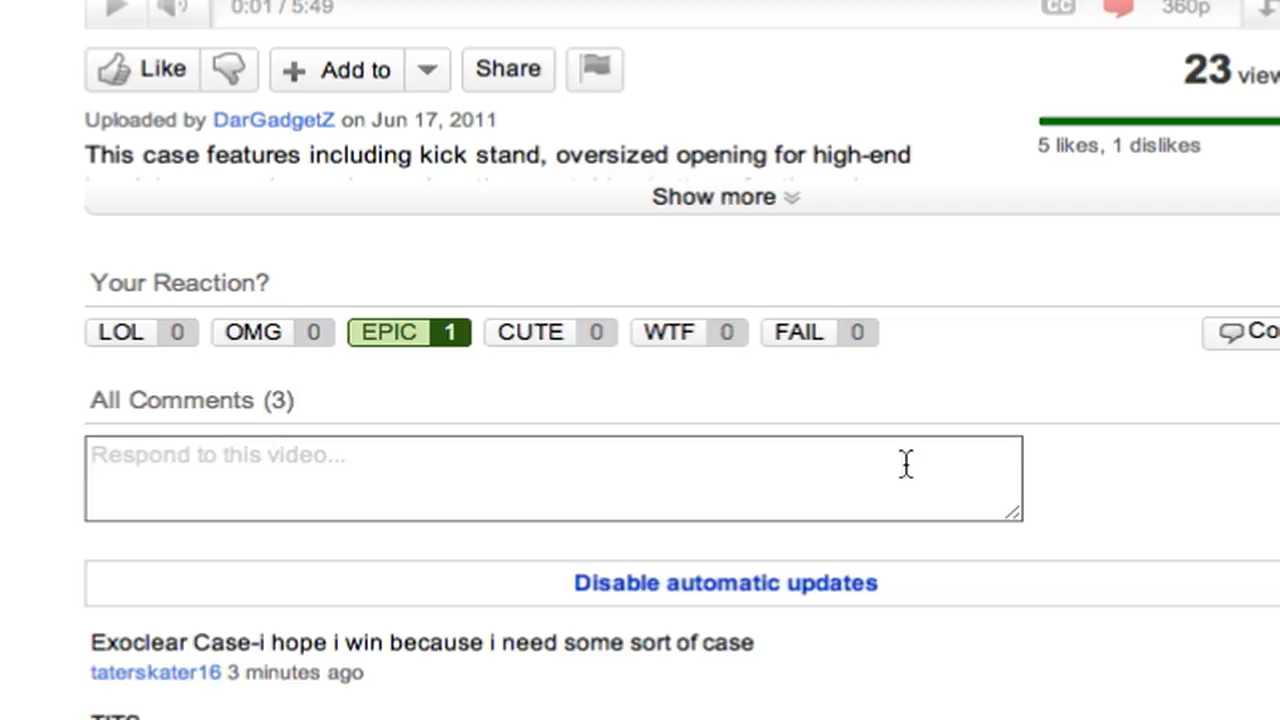 0:01 / 5:49 CC 360p
Like Add to Share 23
Uploaded by DarGadgetZ on Jun 17, 2011
This case features including kick stand, oversized opening for high-end
5 likes, 1 dislikes
Show more
Your Reaction?
LOL 0 OMG 0 EPIC 1 CUTE 0 WTF 0 FAIL 0
All Comments (3)
Respond to this video...
Disable automatic updates
Exoclear Case-i hope i win because i need some sort of case
taterskater16 3 minutes ago